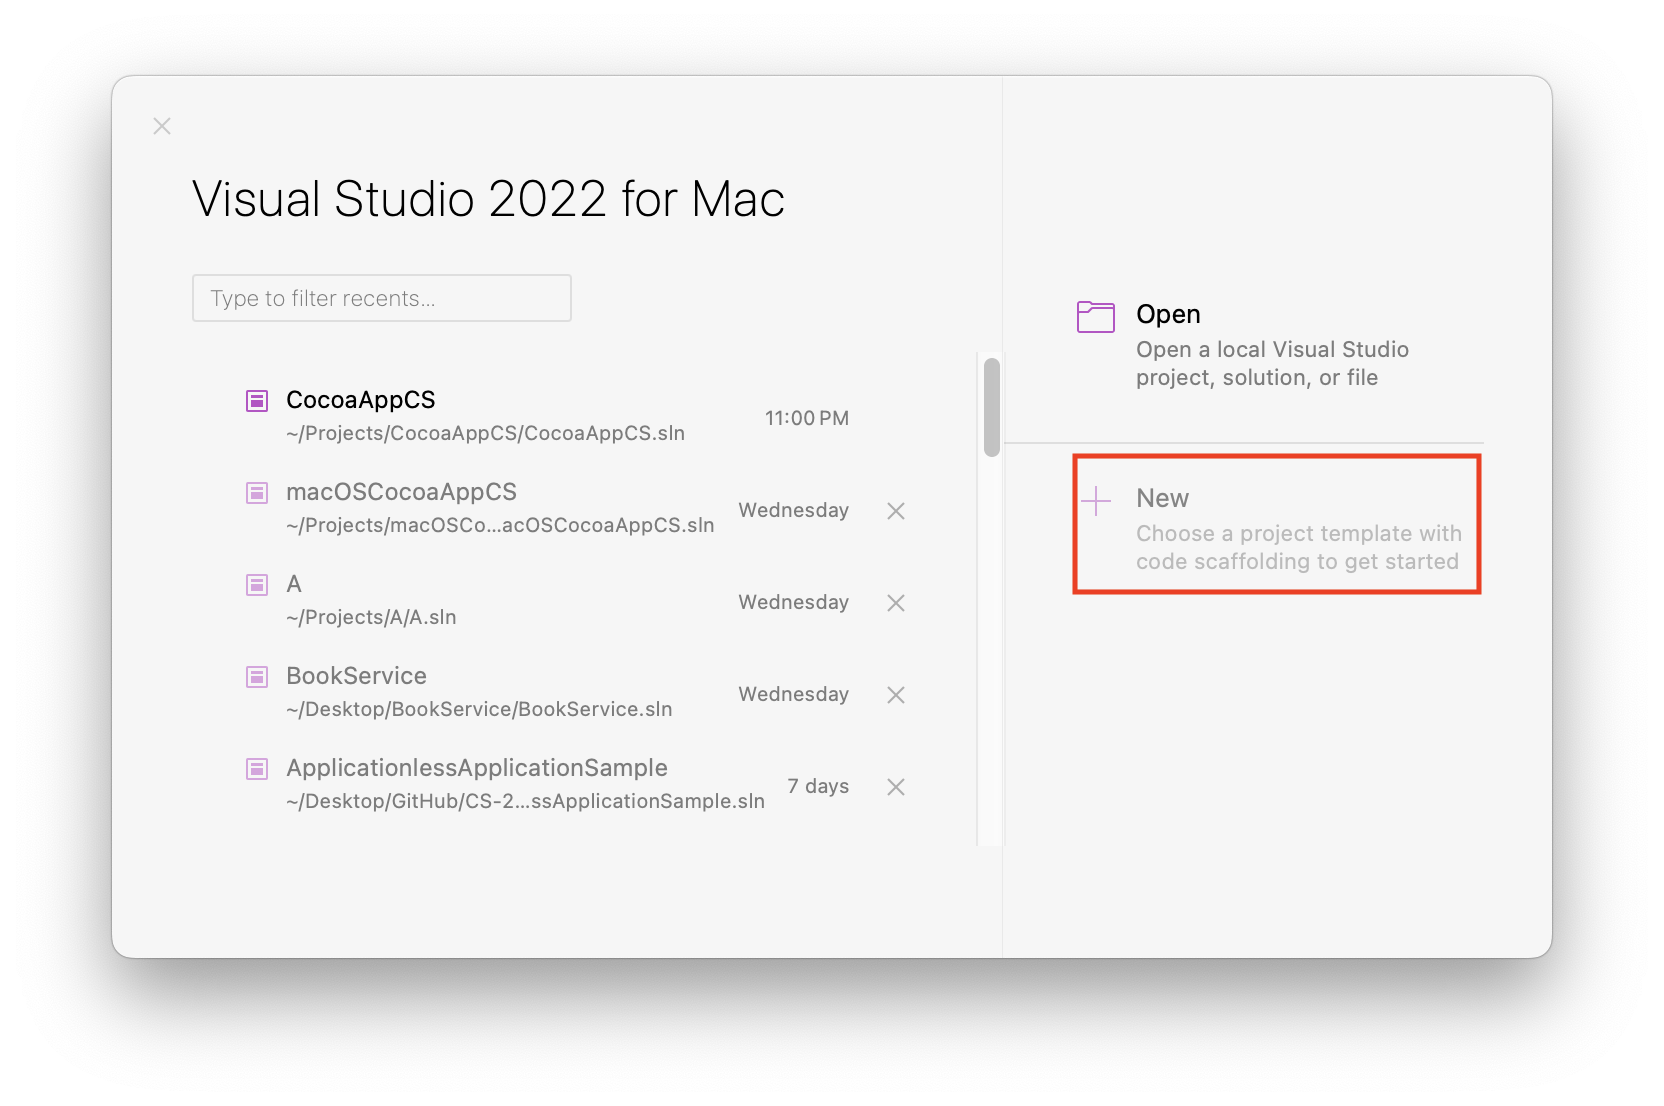 Visual Studio 2022 for Mac
Type to filter recents...
CocoaAppCS
~/Projects/CocoaAppCS/CocoaAppCS.sln
11:00 PM
macOSCocoaAppCS
~/Projects/macOSCo...acOSCocoaAppCS.sln
Wednesday
A
~/Projects/A/A.sln
Wednesday
BookService
~/Desktop/BookService/BookService.sln
Wednesday
ApplicationlessApplicationSample
~/Desktop/GitHub/CS-2...ssApplicationSample.sln
7 days
Open
Open a local Visual Studio
project, solution, or file
New
Choose a project template with
code scaffolding to get started